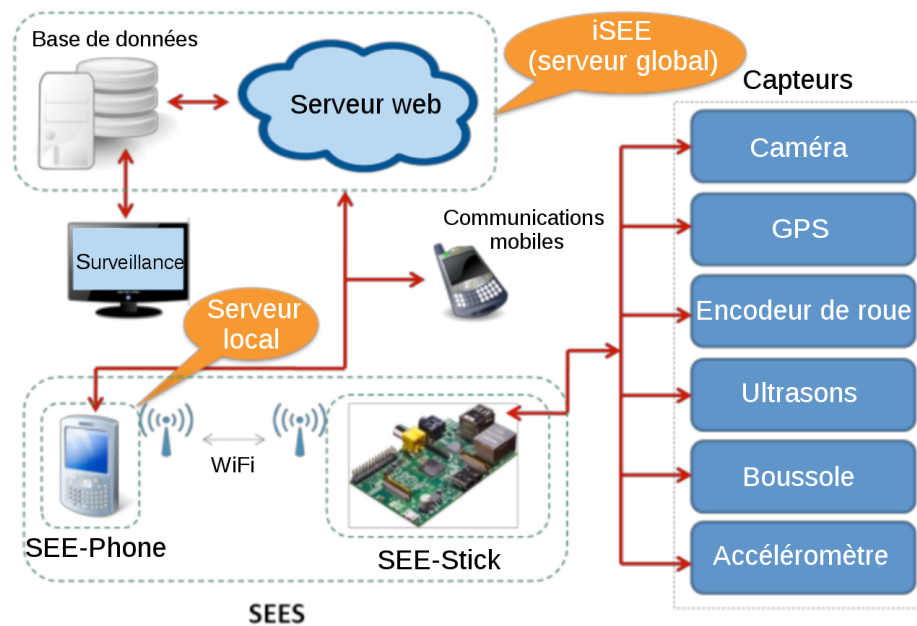 iSEE
(serveur global)
Base de données
Serveur web
Capteurs
Caméra
GPS
Encodeur de roue
Ultrasons
Boussole
Accéléromètre
Communications
mobiles
Surveillance
Serveur
local
WiFi
SEE-Phone
SEE-Stick
SEES